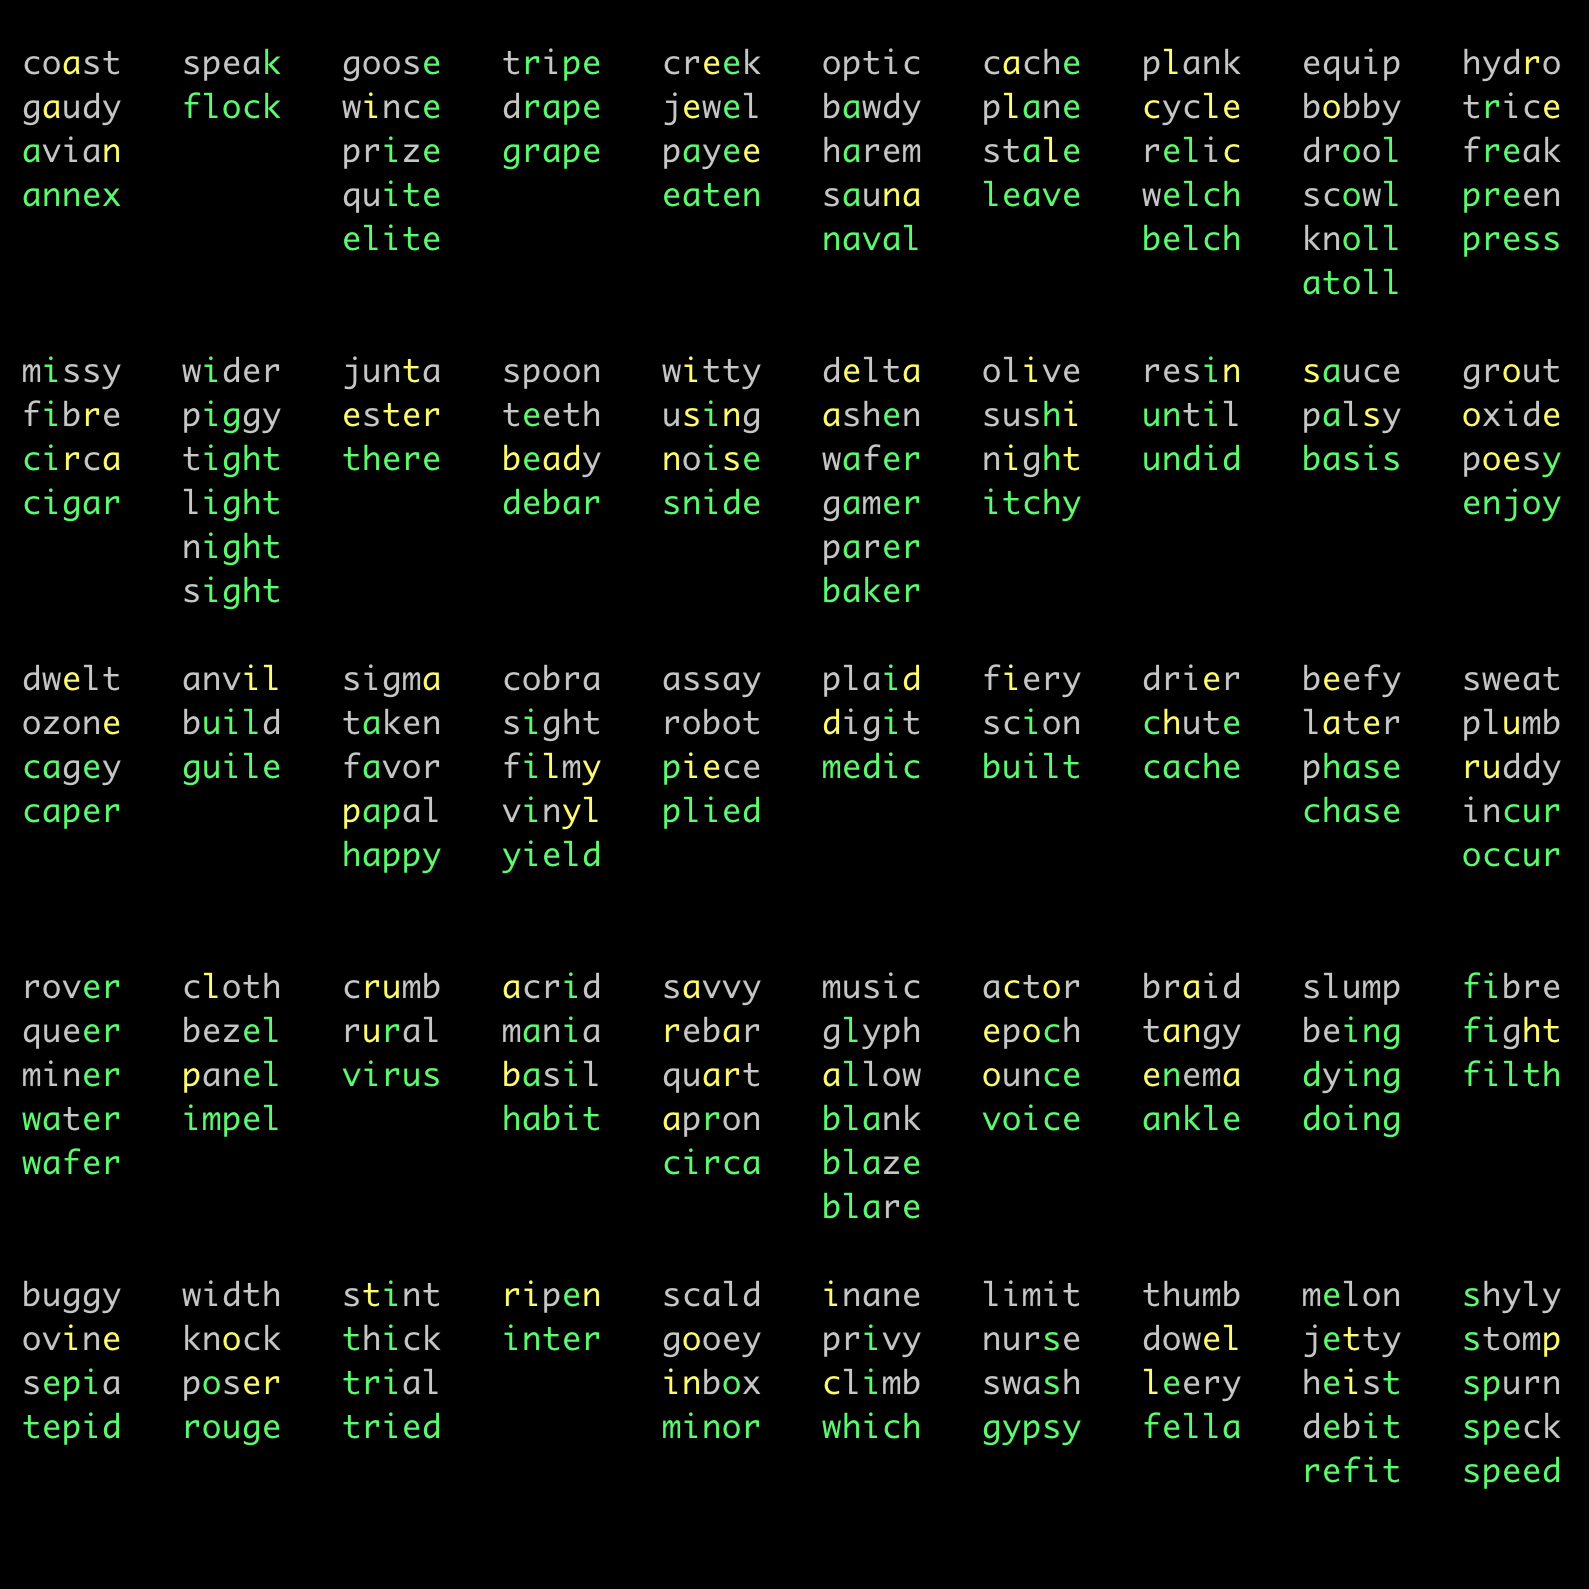 coast speak goose tripe creek optic cache plank equip hydro
gaudy flock wince drape jewel bawdy plane cycle bobby trice
avian prize grape payee harem stale relic drool freak
annex quite eaten sauna leave welch scowl preen
elite naval belch knoll press
atoll
missy wider junta spoon witty delta olive resin sauce grout
fibre piggy ester teeth using ashen sushi until palsy oxide
circa tight there beady noise wafer night undid basis poesy
cigar light debar snide gamer itchy enjoy
night parer
sight baker
dwelt anvil sigma cobra assay plaid fiery drier beefy sweat
ozone build taken sight robot digit scion chute later plumb
cagey guile favor filmy piece medic built cache phase ruddy
caper papal vinyl plied chase incur
happy yield occur
rover cloth crumb acrid savvy music actor braid slump fibre
queer bezel rural mania rebar glyph epoch tangy being fight
miner panel virus basil quart allow ounce enema dying filth
water impel habit apron blank voice ankle doing
wafer circa blaze
blare
buggy width stint ripen scald inane limit thumb melon shyly
ovine knock thick inter gooey privy nurse dowel jetty stomp
sepia poser trial inbox climb swash leery heist spurn
tepid rouge tried minor which gypsy fella debit speck
refit speed